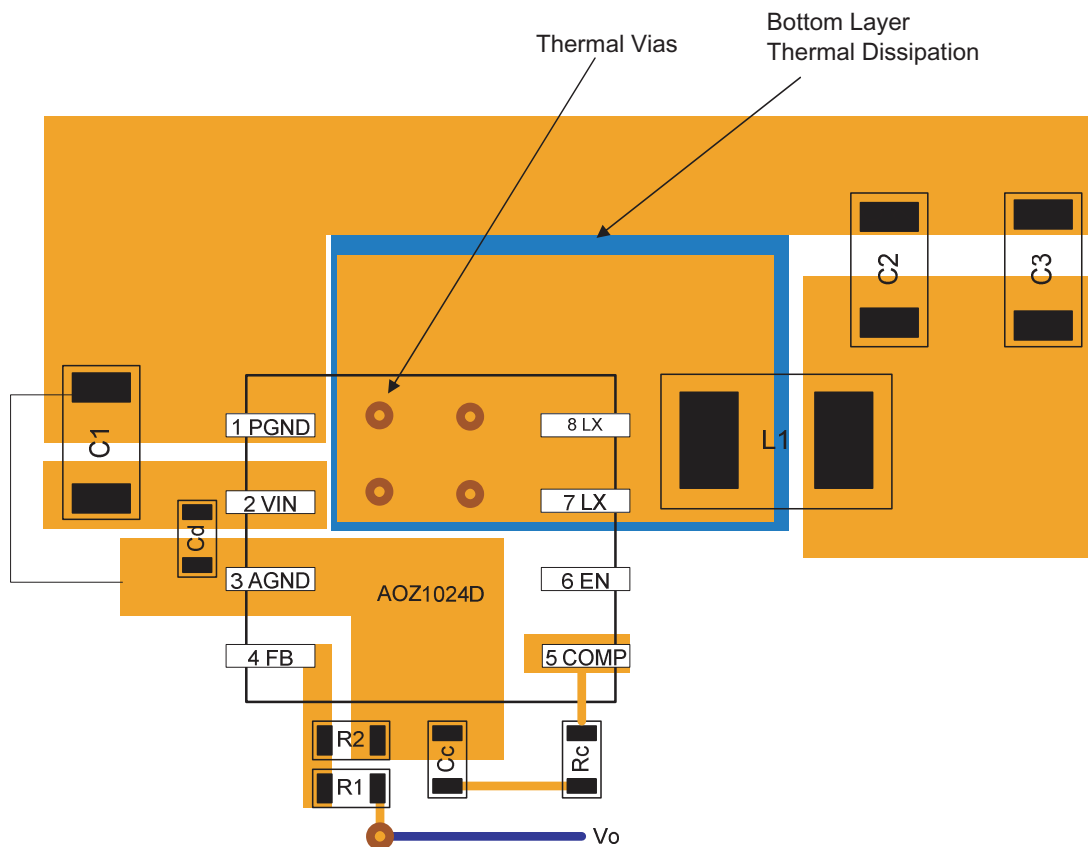 Bottom Layer
Thermal Dissipation
Thermal Vias
C2
C3
C1
1 PGND
8 LX
L1
2 VIN
7 LX
Cd
3 AGND
AOZ1024D
6 EN
4 FB
5 COMP
R2
Cc
Rc
R1
Vo